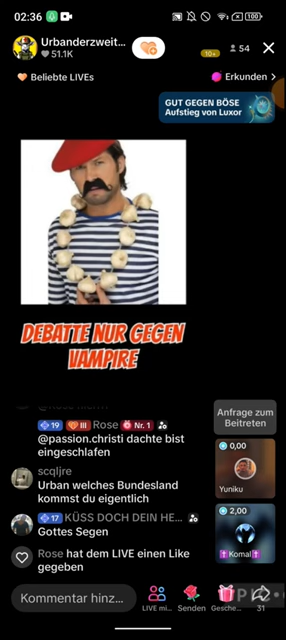 02:36
100
Urbanderzweit...
51.1K
10+
54
Beliebte LIVEs
Erkunden >
GUT GEGEN BÖSE
Aufstieg von Luxor
DEBATTE NUR GEGEN
VAMPIRE
19 III Rose Nr. 1
@passion.christi dachte bist
eingeschlafen
scqljre
Urban welches Bundesland
kommst du eigentlich
17 KÜSS DOCH DEIN HE...
Gottes Segen
Rose hat dem LIVE einen Like
gegeben
Anfrage zum
Beitreten
0,00
Yuniku
2,00
Komal
Kommentar hinz...
LIVE mi...
Senden
Gesche...
31